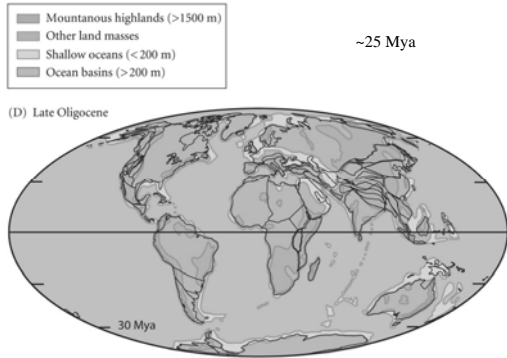 Mountanous highlands (>1500 m)
Other land masses
Shallow oceans (<200 m)
Ocean basins (>200 m)
~25 Mya
(D) Late Oligocene
30 Mya